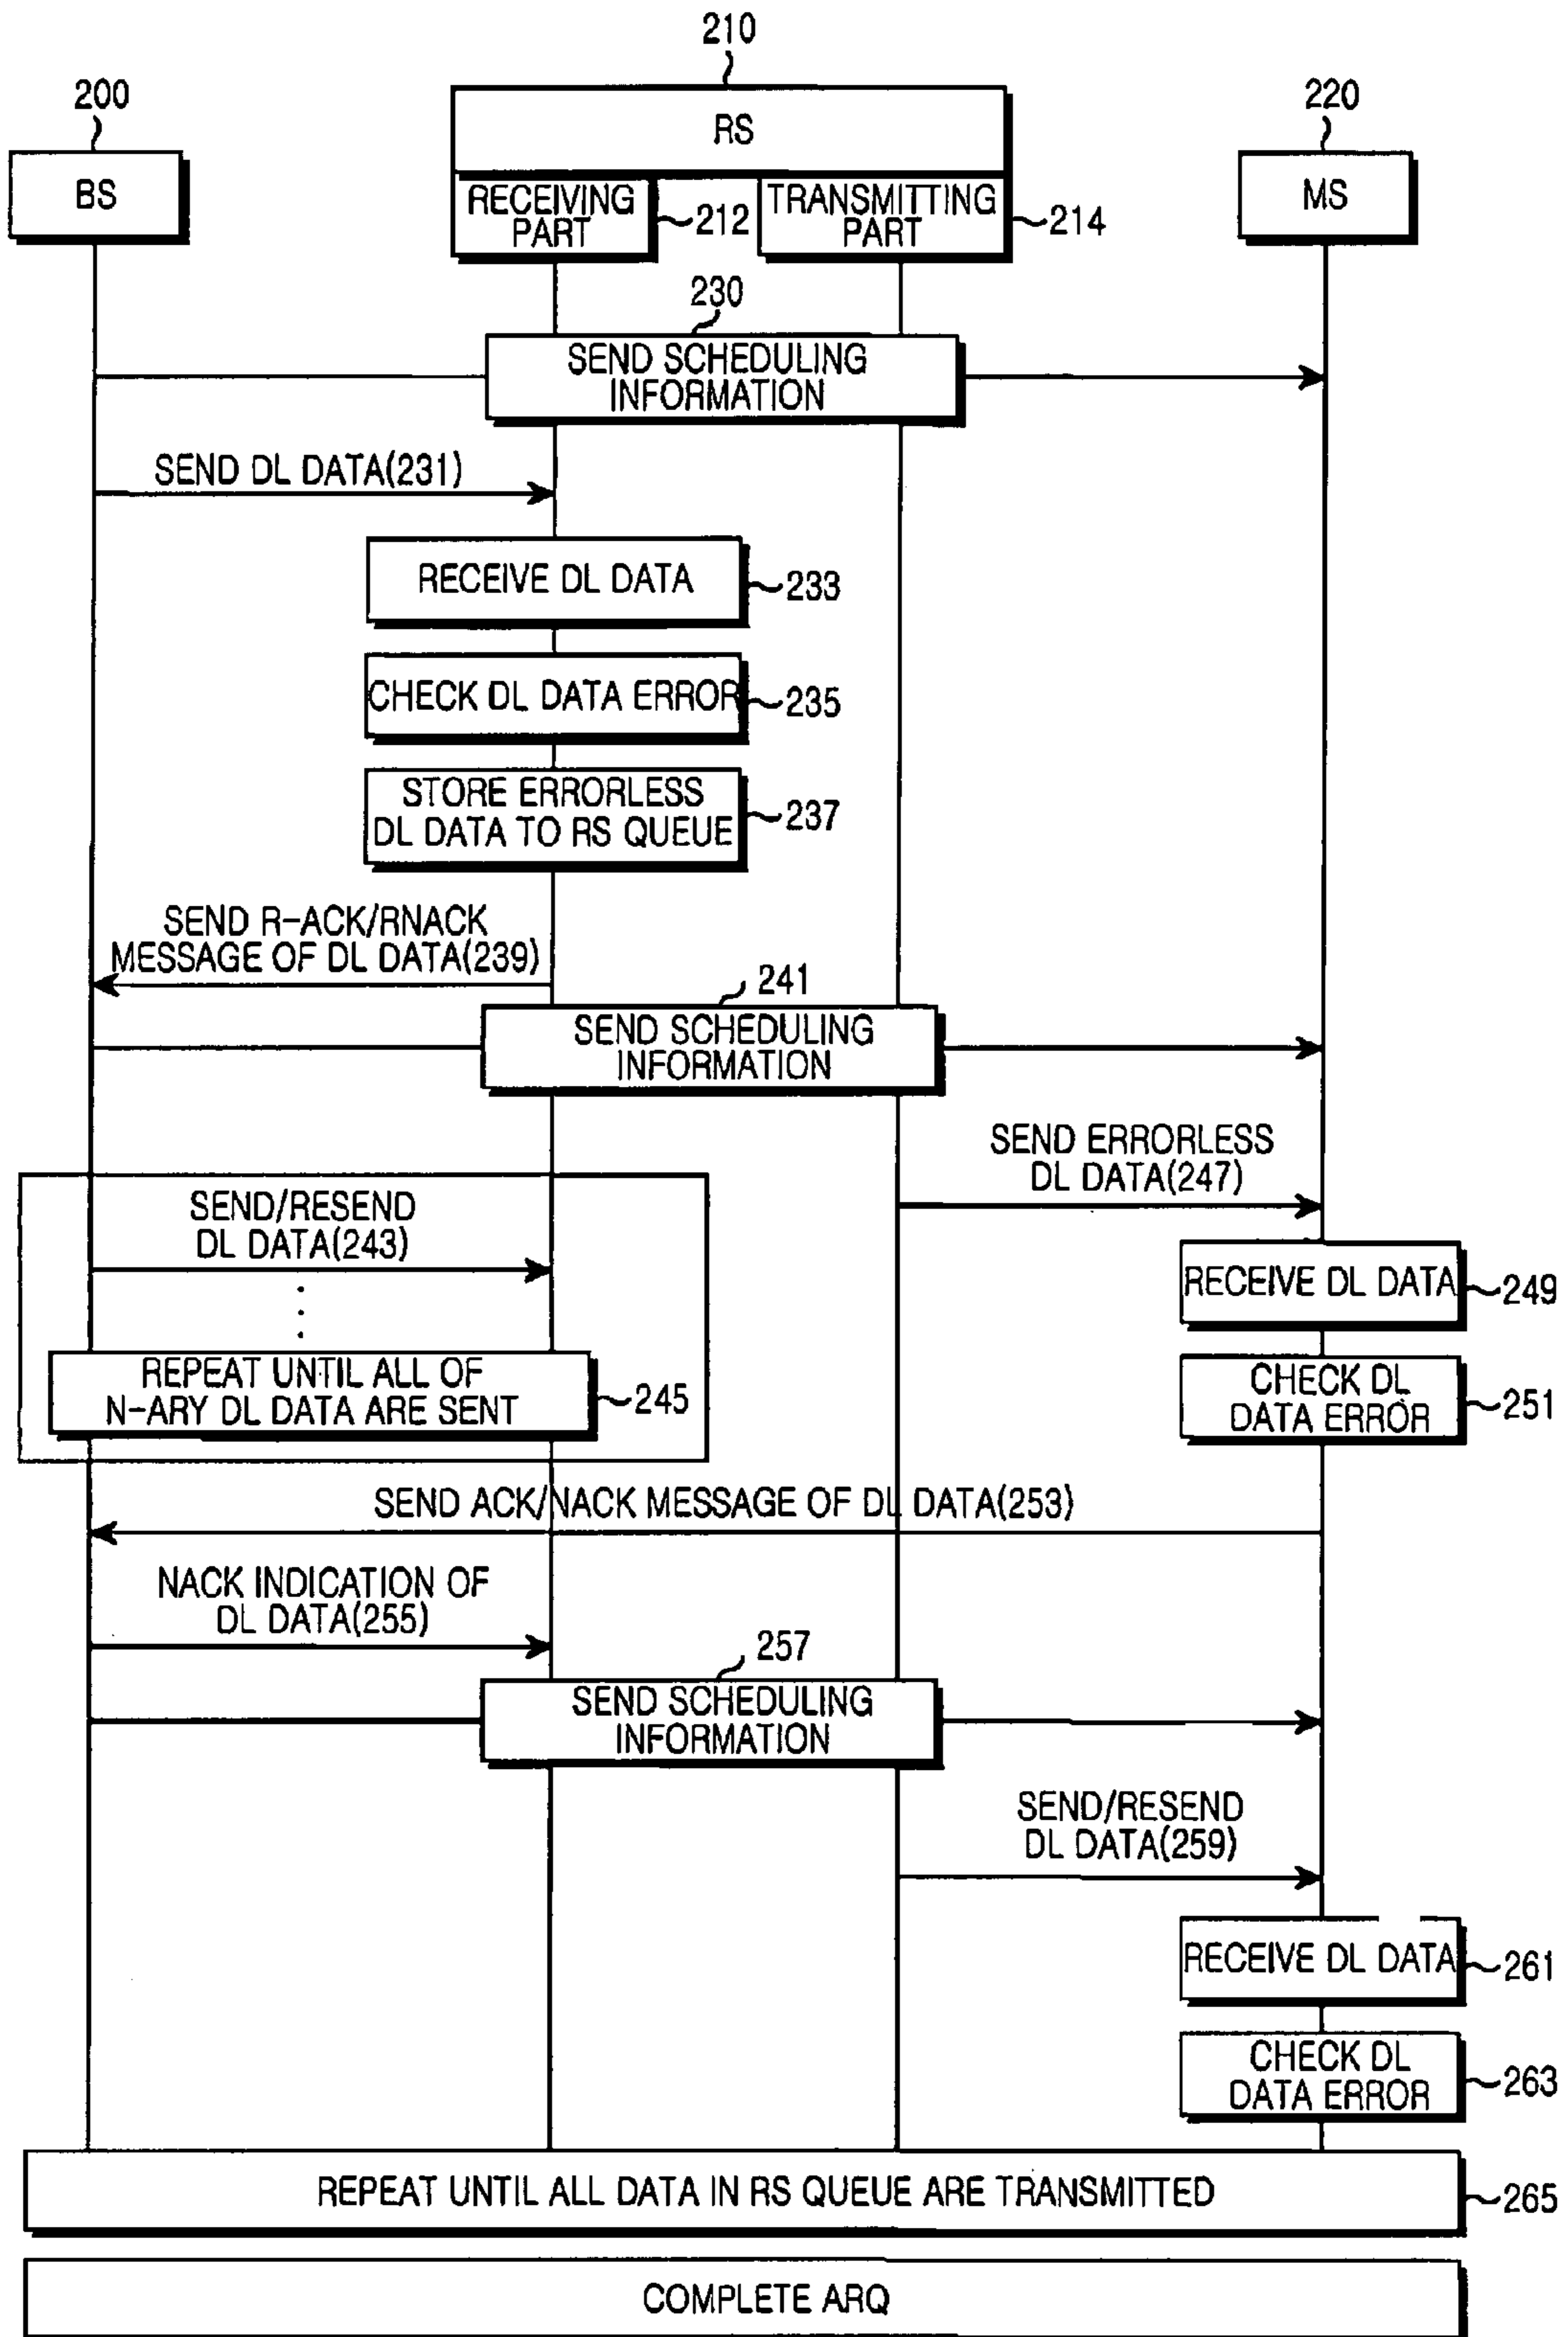 210
200
220
RS
BS
RECEIVING
PART
212
TRANSMITTING
PART
214
MS
230
SEND SCHEDULING
INFORMATION
SEND DL DATA(231)
RECEIVE DL DATA
233
CHECK DL DATA ERROR
235
STORE ERRORLESS
DL DATA TO RS QUEUE
237
SEND R-ACK/RNACK
MESSAGE OF DL DATA(239)
241
SEND SCHEDULING
INFORMATION
SEND ERRORLESS
DL DATA(247)
SEND/RESEND
DL DATA(243)
RECEIVE DL DATA
249
REPEAT UNTIL ALL OF
N-ARY DL DATA ARE SENT
245
CHECK DL
DATA ERROR
251
SEND ACK/NACK MESSAGE OF DL DATA(253)
NACK INDICATION OF
DL DATA(255)
257
SEND SCHEDULING
INFORMATION
SEND/RESEND
DL DATA(259)
RECEIVE DL DATA
261
CHECK DL
DATA ERROR
263
REPEAT UNTIL ALL DATA IN RS QUEUE ARE TRANSMITTED
265
COMPLETE ARQ